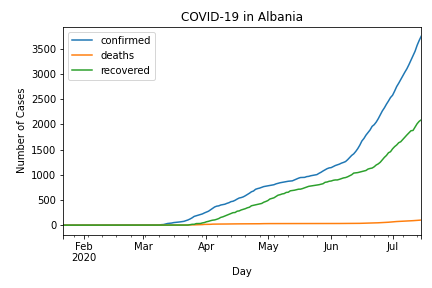 COVID-19 in Albania
confirmed
deaths
recovered
Number of Cases
3500
3000
2500
2000
1500
1000
500
0
Feb
2020
Mar
Apr
May
Jun
Jul
Day